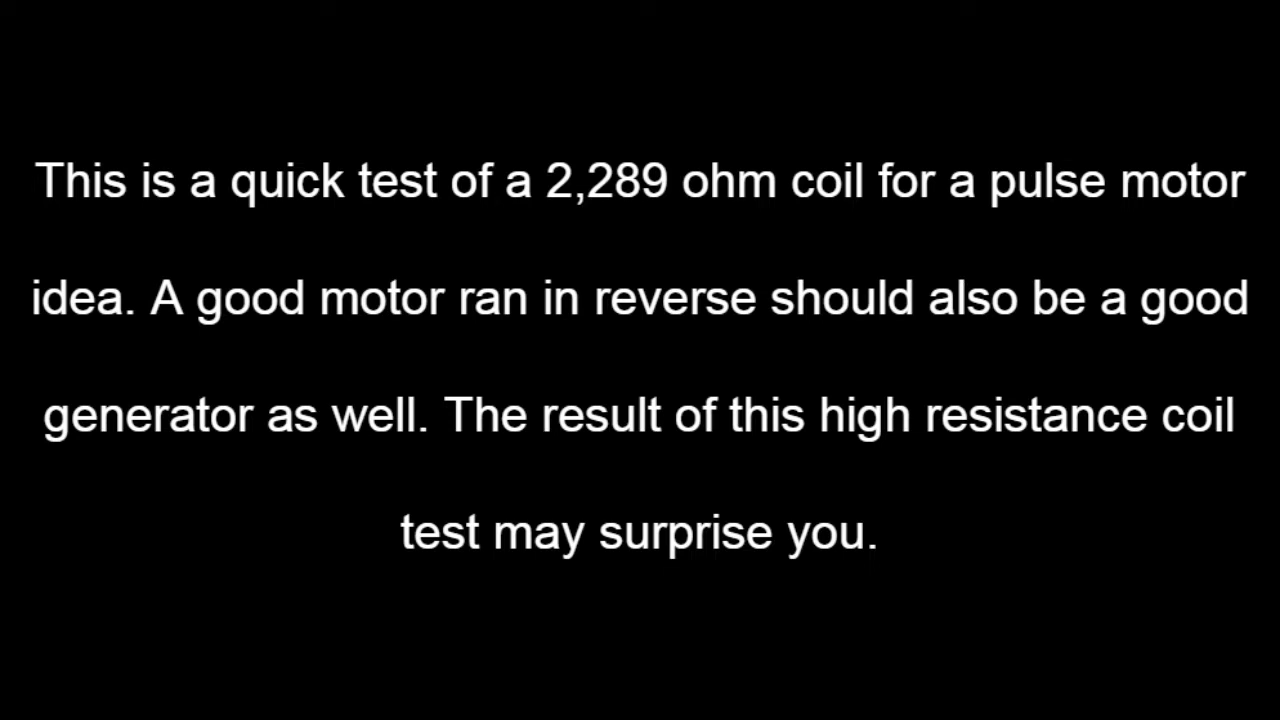 This is a quick test of a 2,289 ohm coil for a pulse motor
idea. A good motor ran in reverse should also be a good
generator as well. The result of this high resistance coil
test may surprise you.